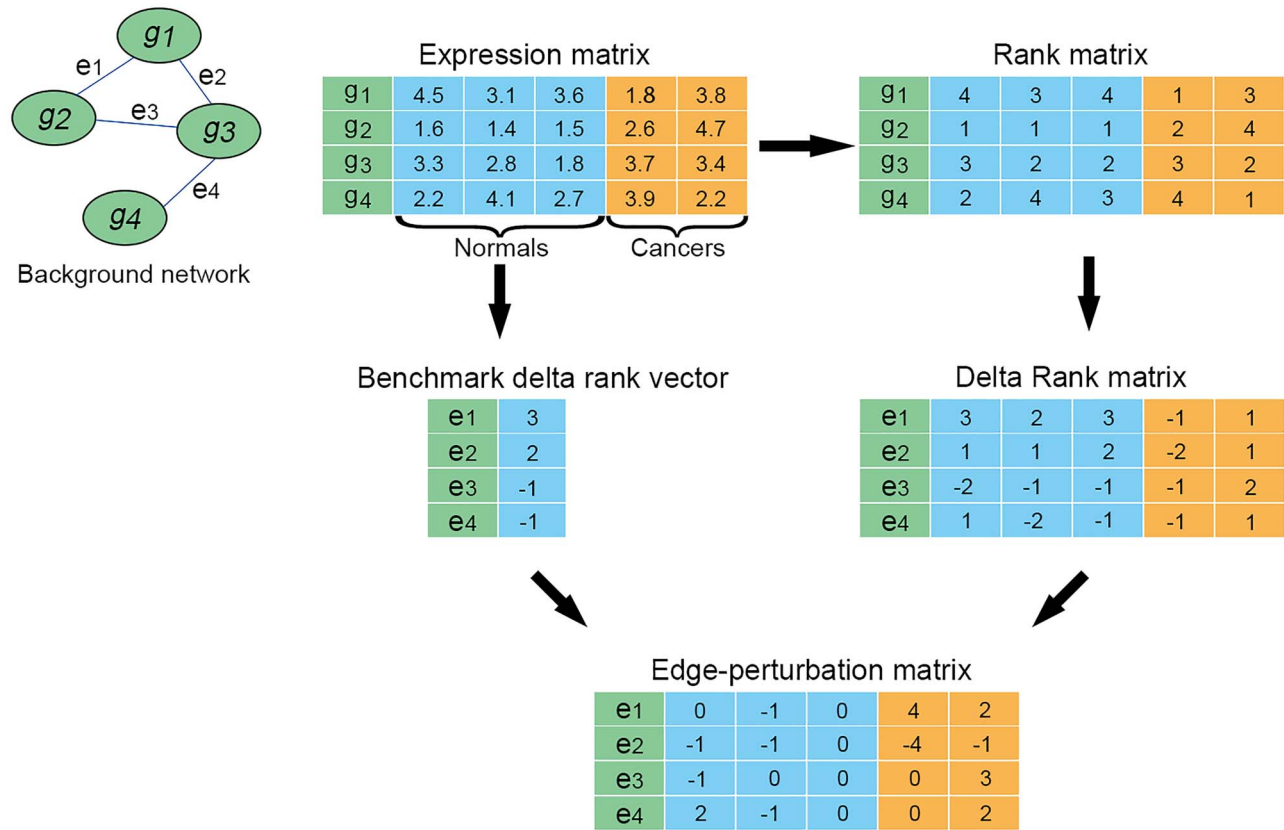 g1
e1
e2
g2
e3
g3
e4
g4
Background network
Expression matrix
g1 4.5 3.1 3.6 1.8 3.8
g2 1.6 1.4 1.5 2.6 4.7
g3 3.3 2.8 1.8 3.7 3.4
g4 2.2 4.1 2.7 3.9 2.2
Normals Cancers
Rank matrix
g1 4 3 4 1 3
g2 1 1 1 2 4
g3 3 2 2 3 2
g4 2 4 3 4 1
Benchmark delta rank vector
e1 3
e2 2
e3 -1
e4 -1
Delta Rank matrix
e1 3 2 3 -1 1
e2 1 1 2 -2 1
e3 -2 -1 -1 -1 2
e4 1 -2 -1 -1 1
Edge-perturbation matrix
e1 0 -1 0 4 2
e2 -1 -1 0 -4 -1
e3 -1 0 0 0 3
e4 2 -1 0 0 2